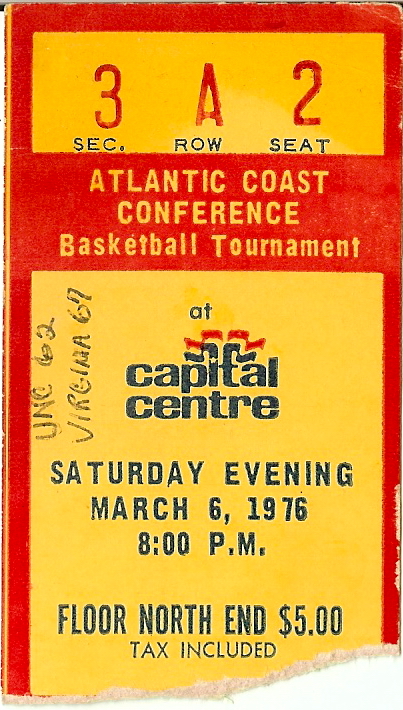 3 A 2
SEC. ROW SEAT
ATLANTIC COAST
CONFERENCE
Basketball Tournament
at
capital
centre
UNC 62
VIRGINIA 67
SATURDAY EVENING
MARCH 6, 1976
8:00 P.M.
FLOOR NORTH END $5.00
TAX INCLUDED